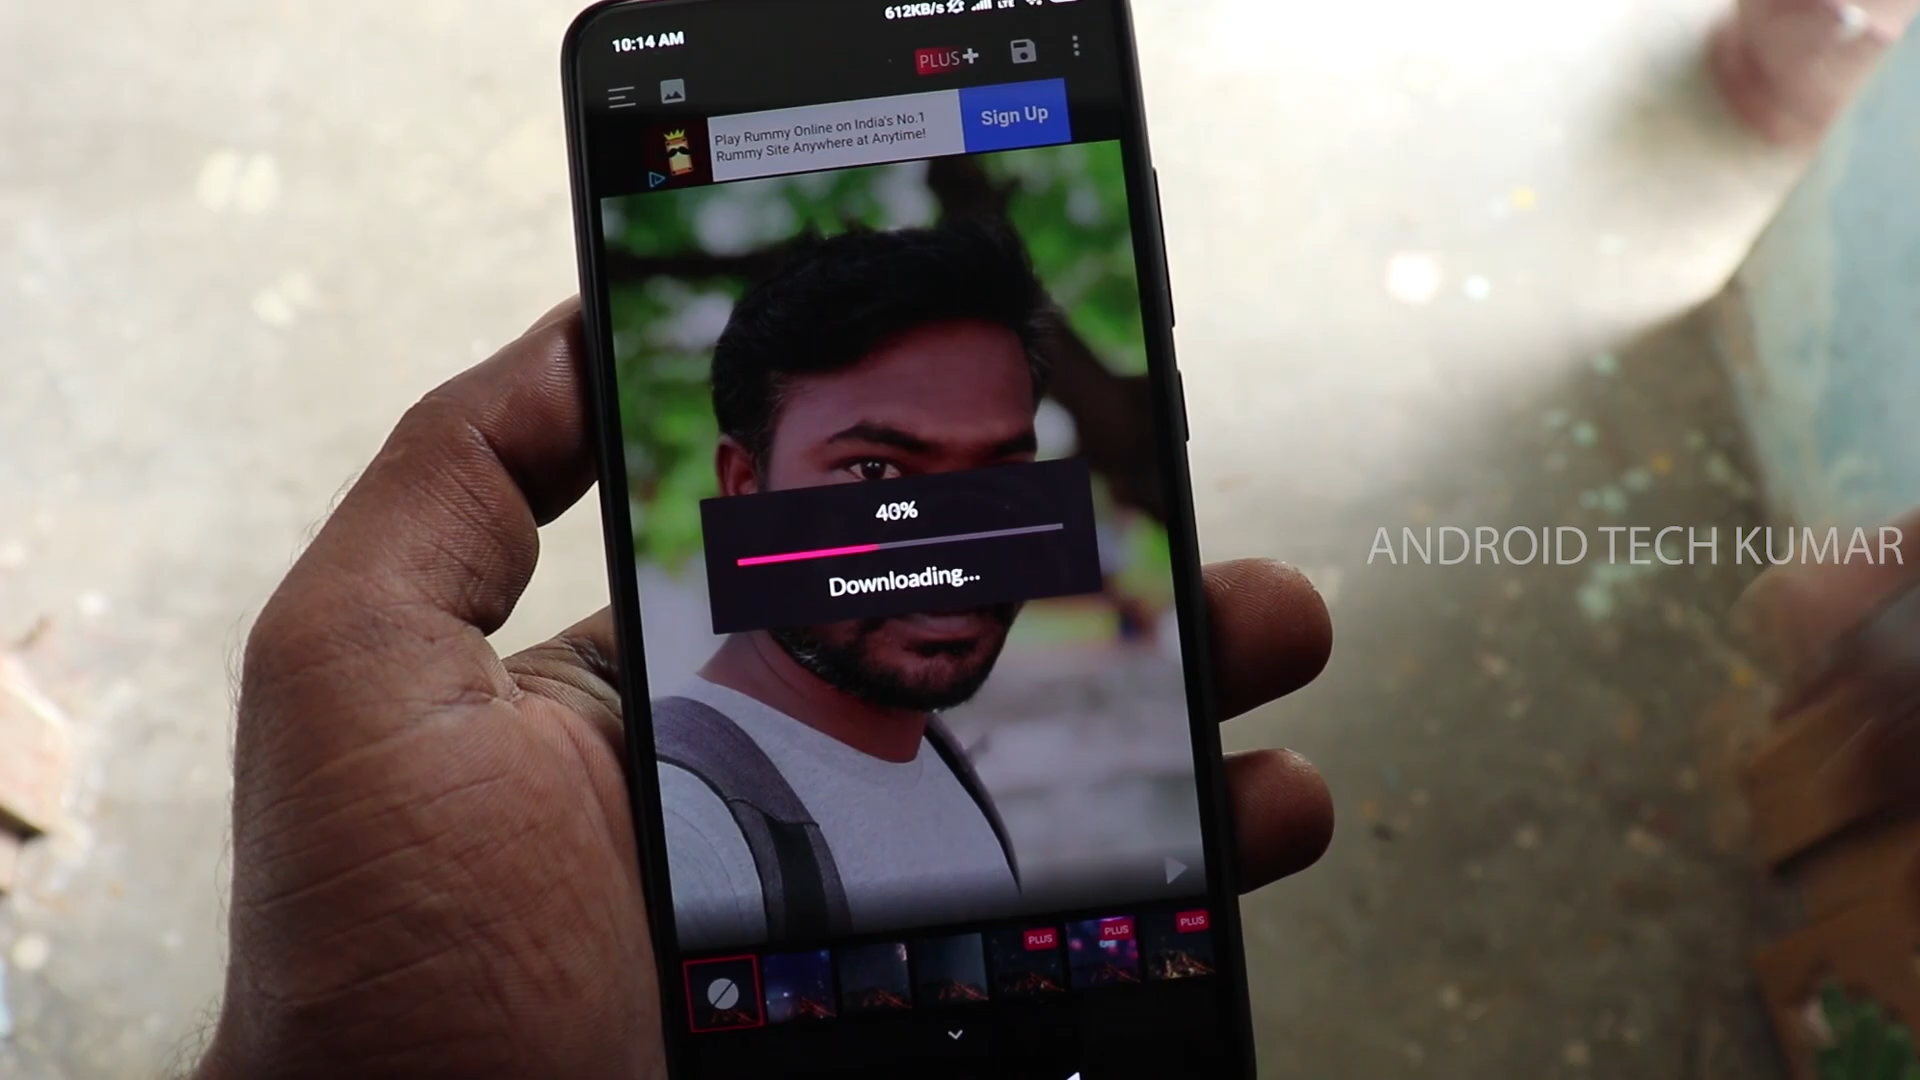 10:14 AM
612KB/s
LTE
PLUS+
Play Rummy Online on India's No.1
Rummy Site Anywhere at Anytime!
Sign Up
40%
Downloading...
ANDROID TECH KUMAR
PLUS
PLUS
PLUS